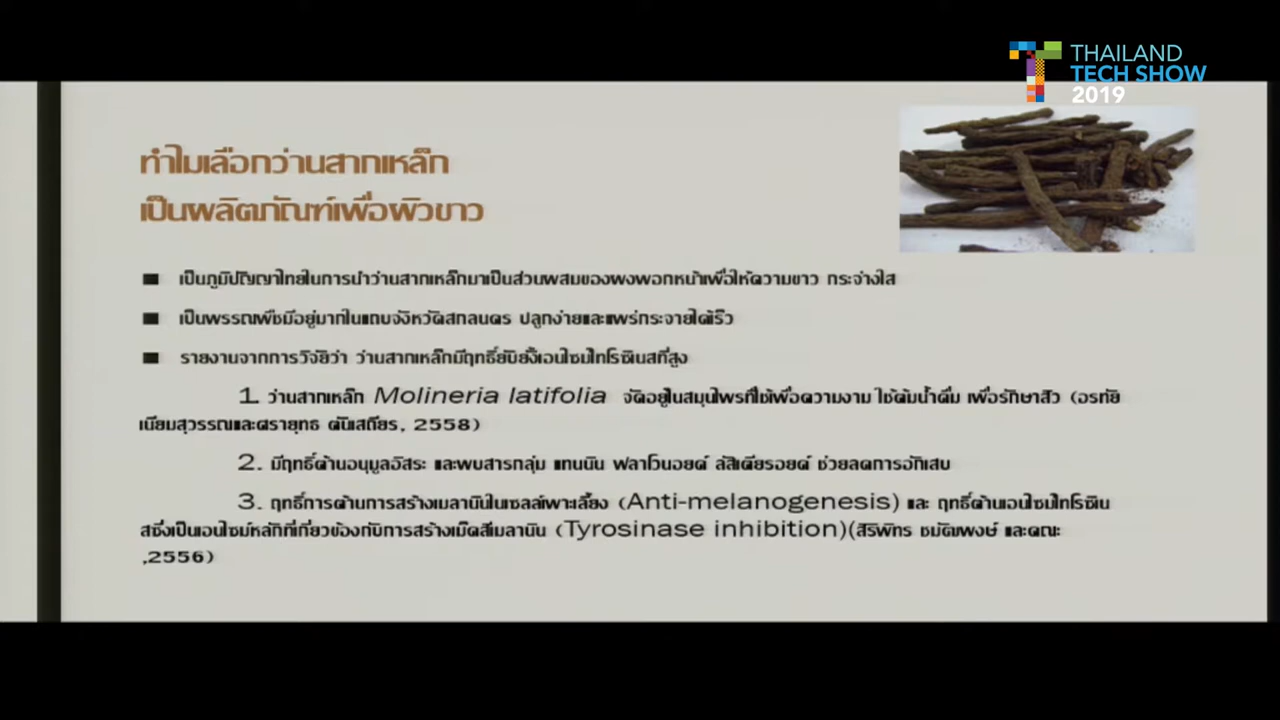 THAILAND
TECH SHOW
2019
ทำไมเลือกว่านสากเหล็ก
เป็นผลิตภัณฑ์เพื่อผิวขาว
■ เป็นภูมิปัญญาไทยในการนำว่านสากเหล็กมาเป็นส่วนผสมของผงพอกหน้าเพื่อให้ความขาว กระจ่างใส
■ เป็นพรรณพืชมีอยู่มากในแถบจังหวัดสกลนคร ปลูกง่ายและแพร่กระจายได้เร็ว
■ รายงานจากการวิจัยว่า ว่านสากเหล็กมีฤทธิ์ยับยั้งเอนไซมไทโรซิเนสที่สูง
1. ว่านสากเหล็ก Molineria latifolia จัดอยู่ในสมุนไพรที่ใช้เพื่อความงาม ใช้ต้มน้ำดื่ม เพื่อรักษาสิว (อรทัย
เนียมสุวรรณและศรายุทธ ตันเสถียร, 2558)
2. มีฤทธิ์ต้านอนุมูลอิสระ และพบสารกลุ่ม แทนนิน ฟลาโวนอยด์ ลัสิเตียรอยด์ ช่วยลดการอักเสบ
3. ฤทธิ์การต้านการสร้างเมลานินในเซลล์เพาะเลี้ยง (Anti-melanogenesis) และ ฤทธิ์ต้านเอนไซมไทโรซิเน
สซึ่งเป็นเอนไซม์หลักที่เกี่ยวข้องกับการสร้างเม็ดสีเมลานิน (Tyrosinase inhibition)(สิริพัทร ชมัฒพงษ์ และคณะ
,2556)